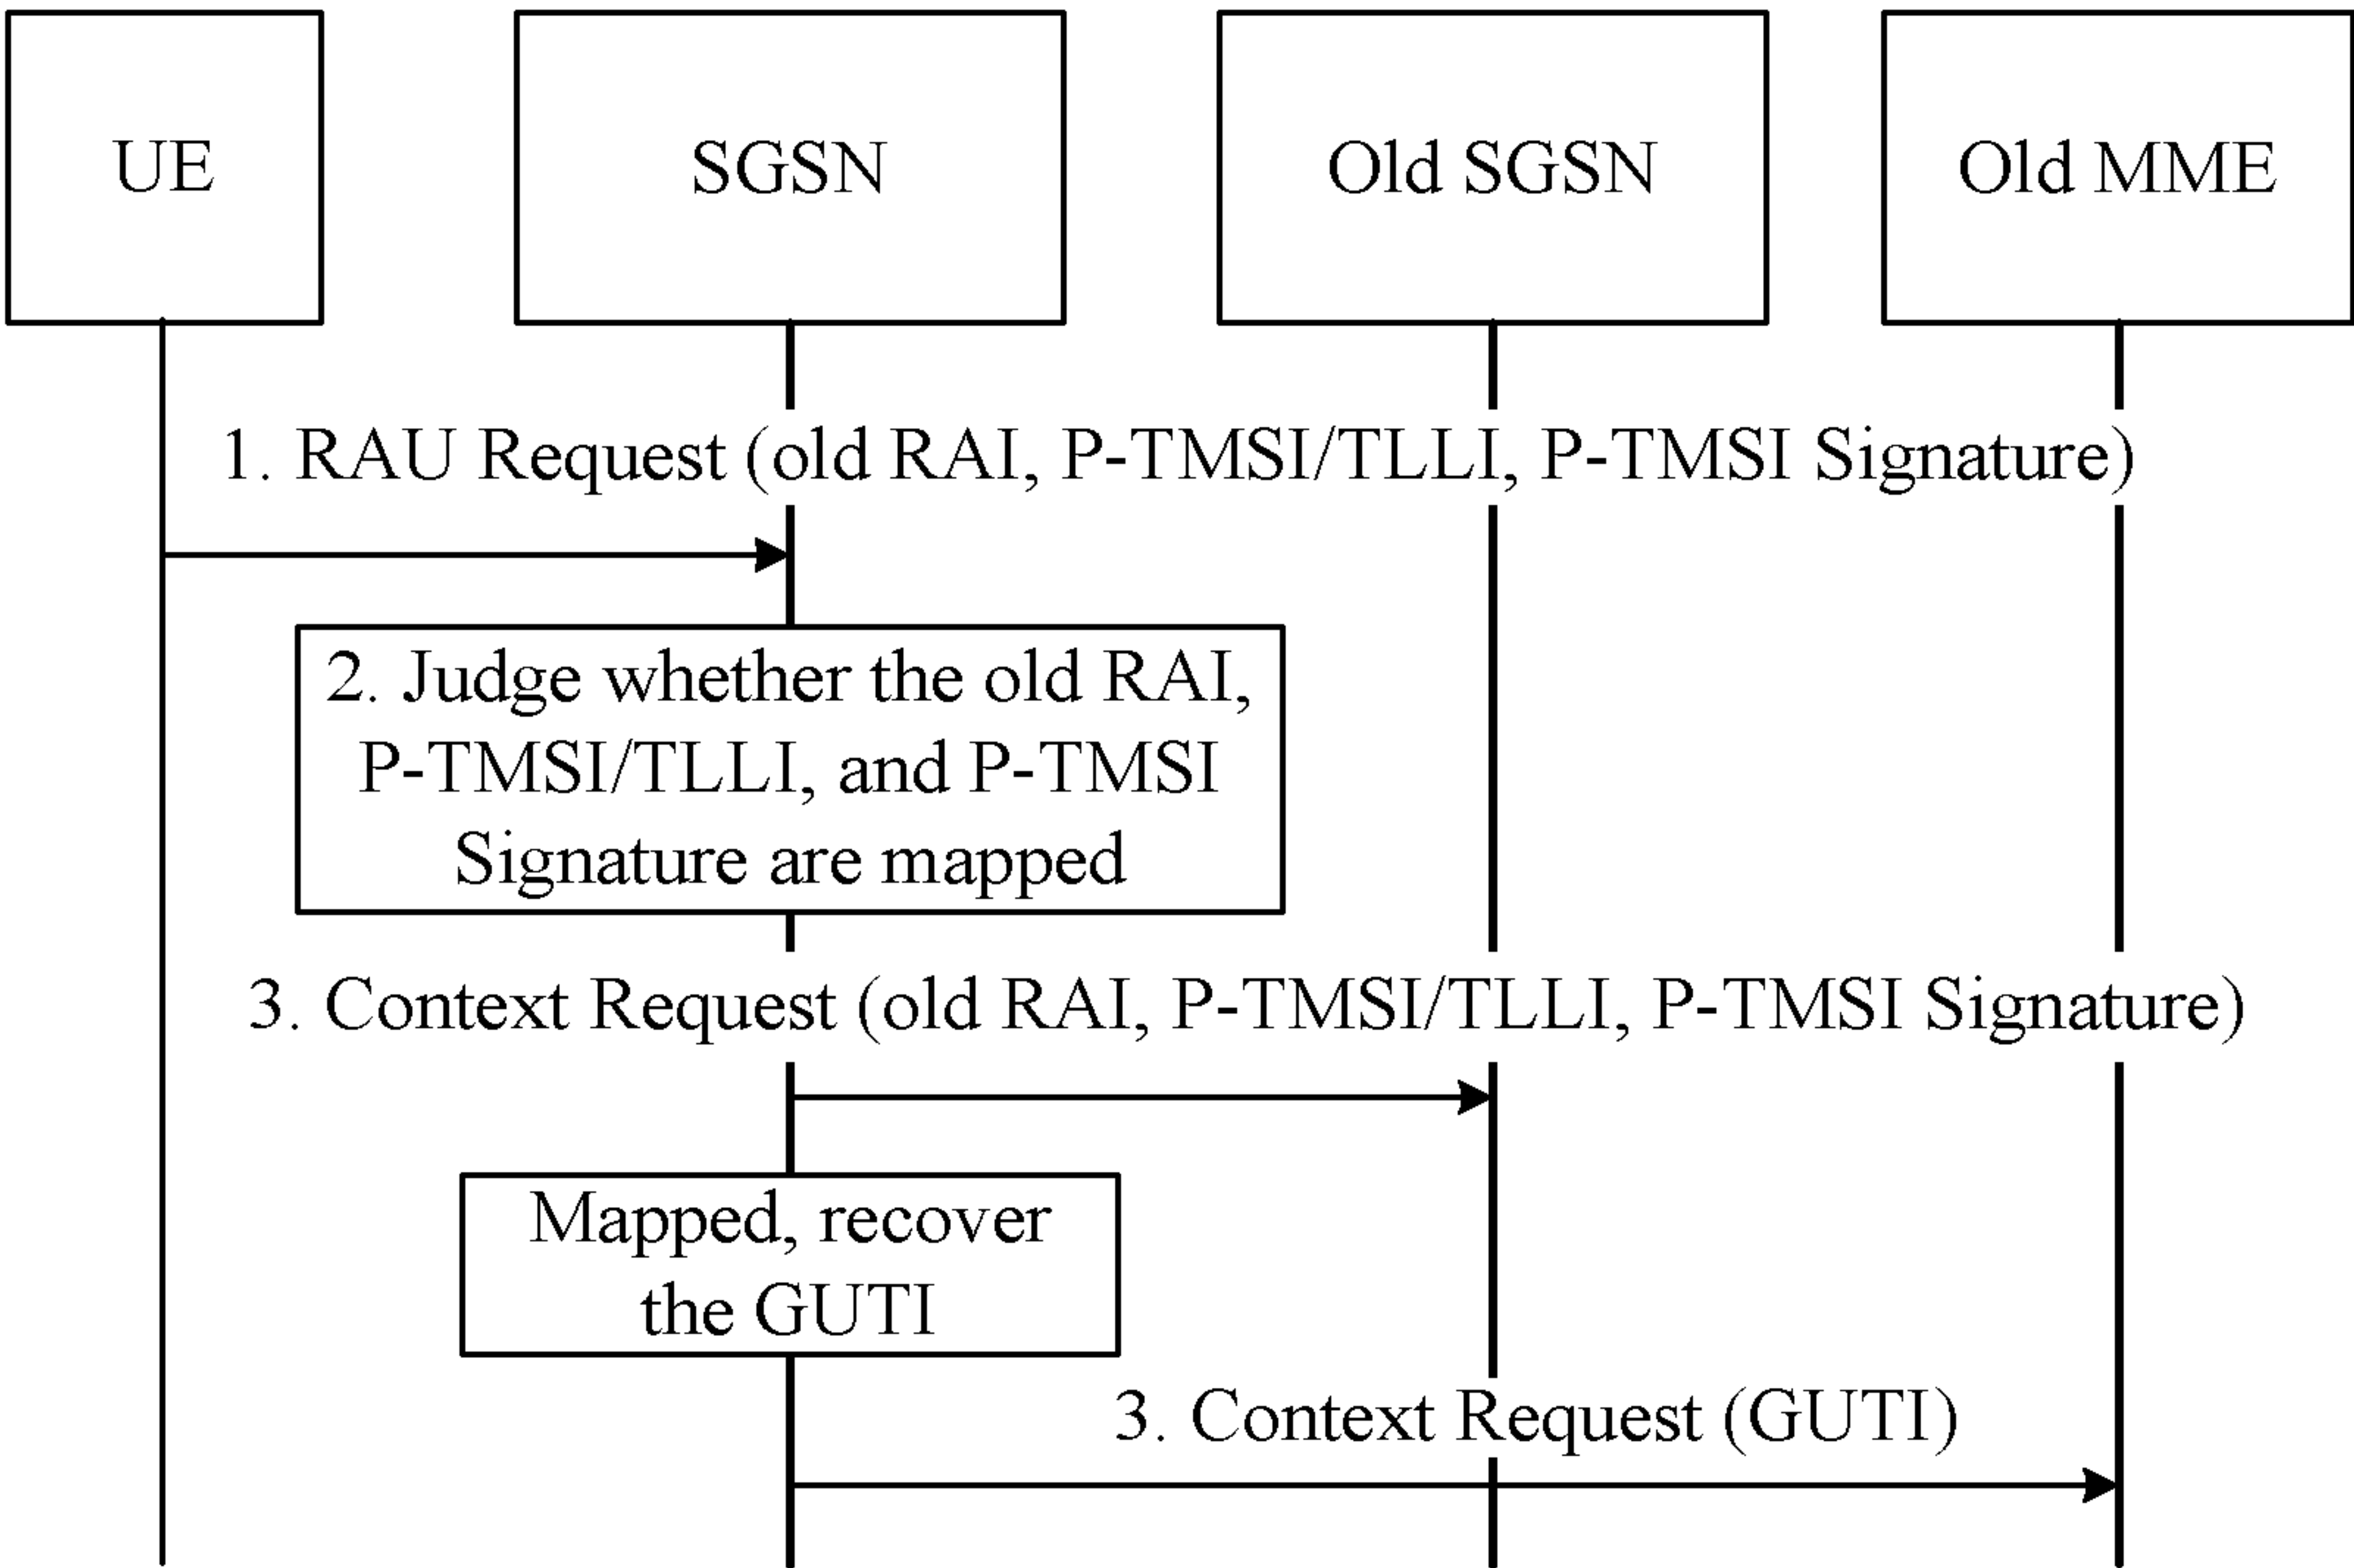 UE
SGSN
Old SGSN
Old MME
1. RAU Request (old RAI, P-TMSI/TLLI, P-TMSI Signature)
2. Judge whether the old RAI,
P-TMSI/TLLI, and P-TMSI
Signature are mapped
3. Context Request (old RAI, P-TMSI/TLLI, P-TMSI Signature)
Mapped, recover
the GUTI
3. Context Request (GUTI)